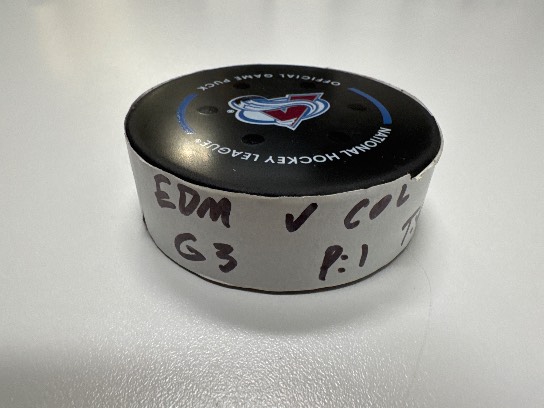 OFFICIAL GAME PUCK
NATIONAL HOCKEY LEAGUE
EDM V COL
G3 P:1